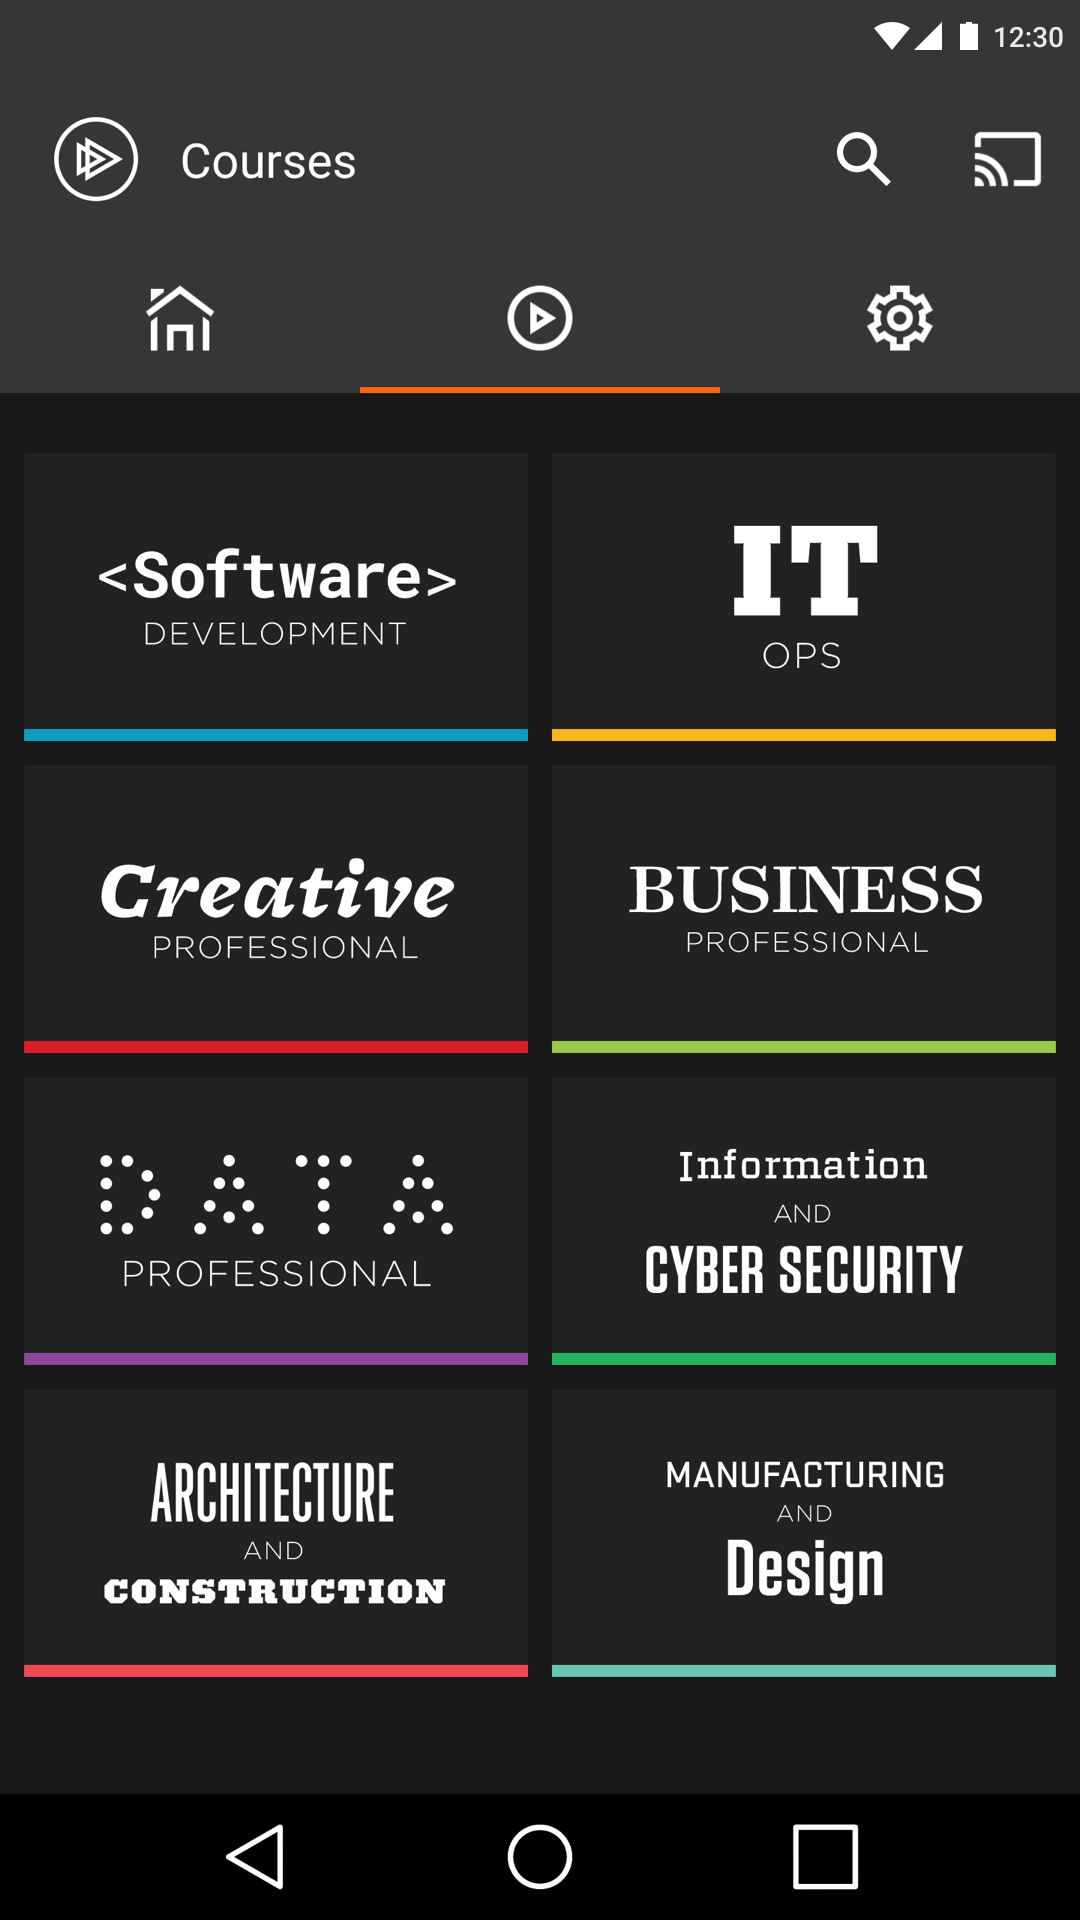 12:30
Courses
<Software>
DEVELOPMENT
IT
OPS
Creative
PROFESSIONAL
BUSINESS
PROFESSIONAL
DATA
PROFESSIONAL
Information
AND
CYBER SECURITY
ARCHITECTURE
AND
CONSTRUCTION
MANUFACTURING
AND
Design